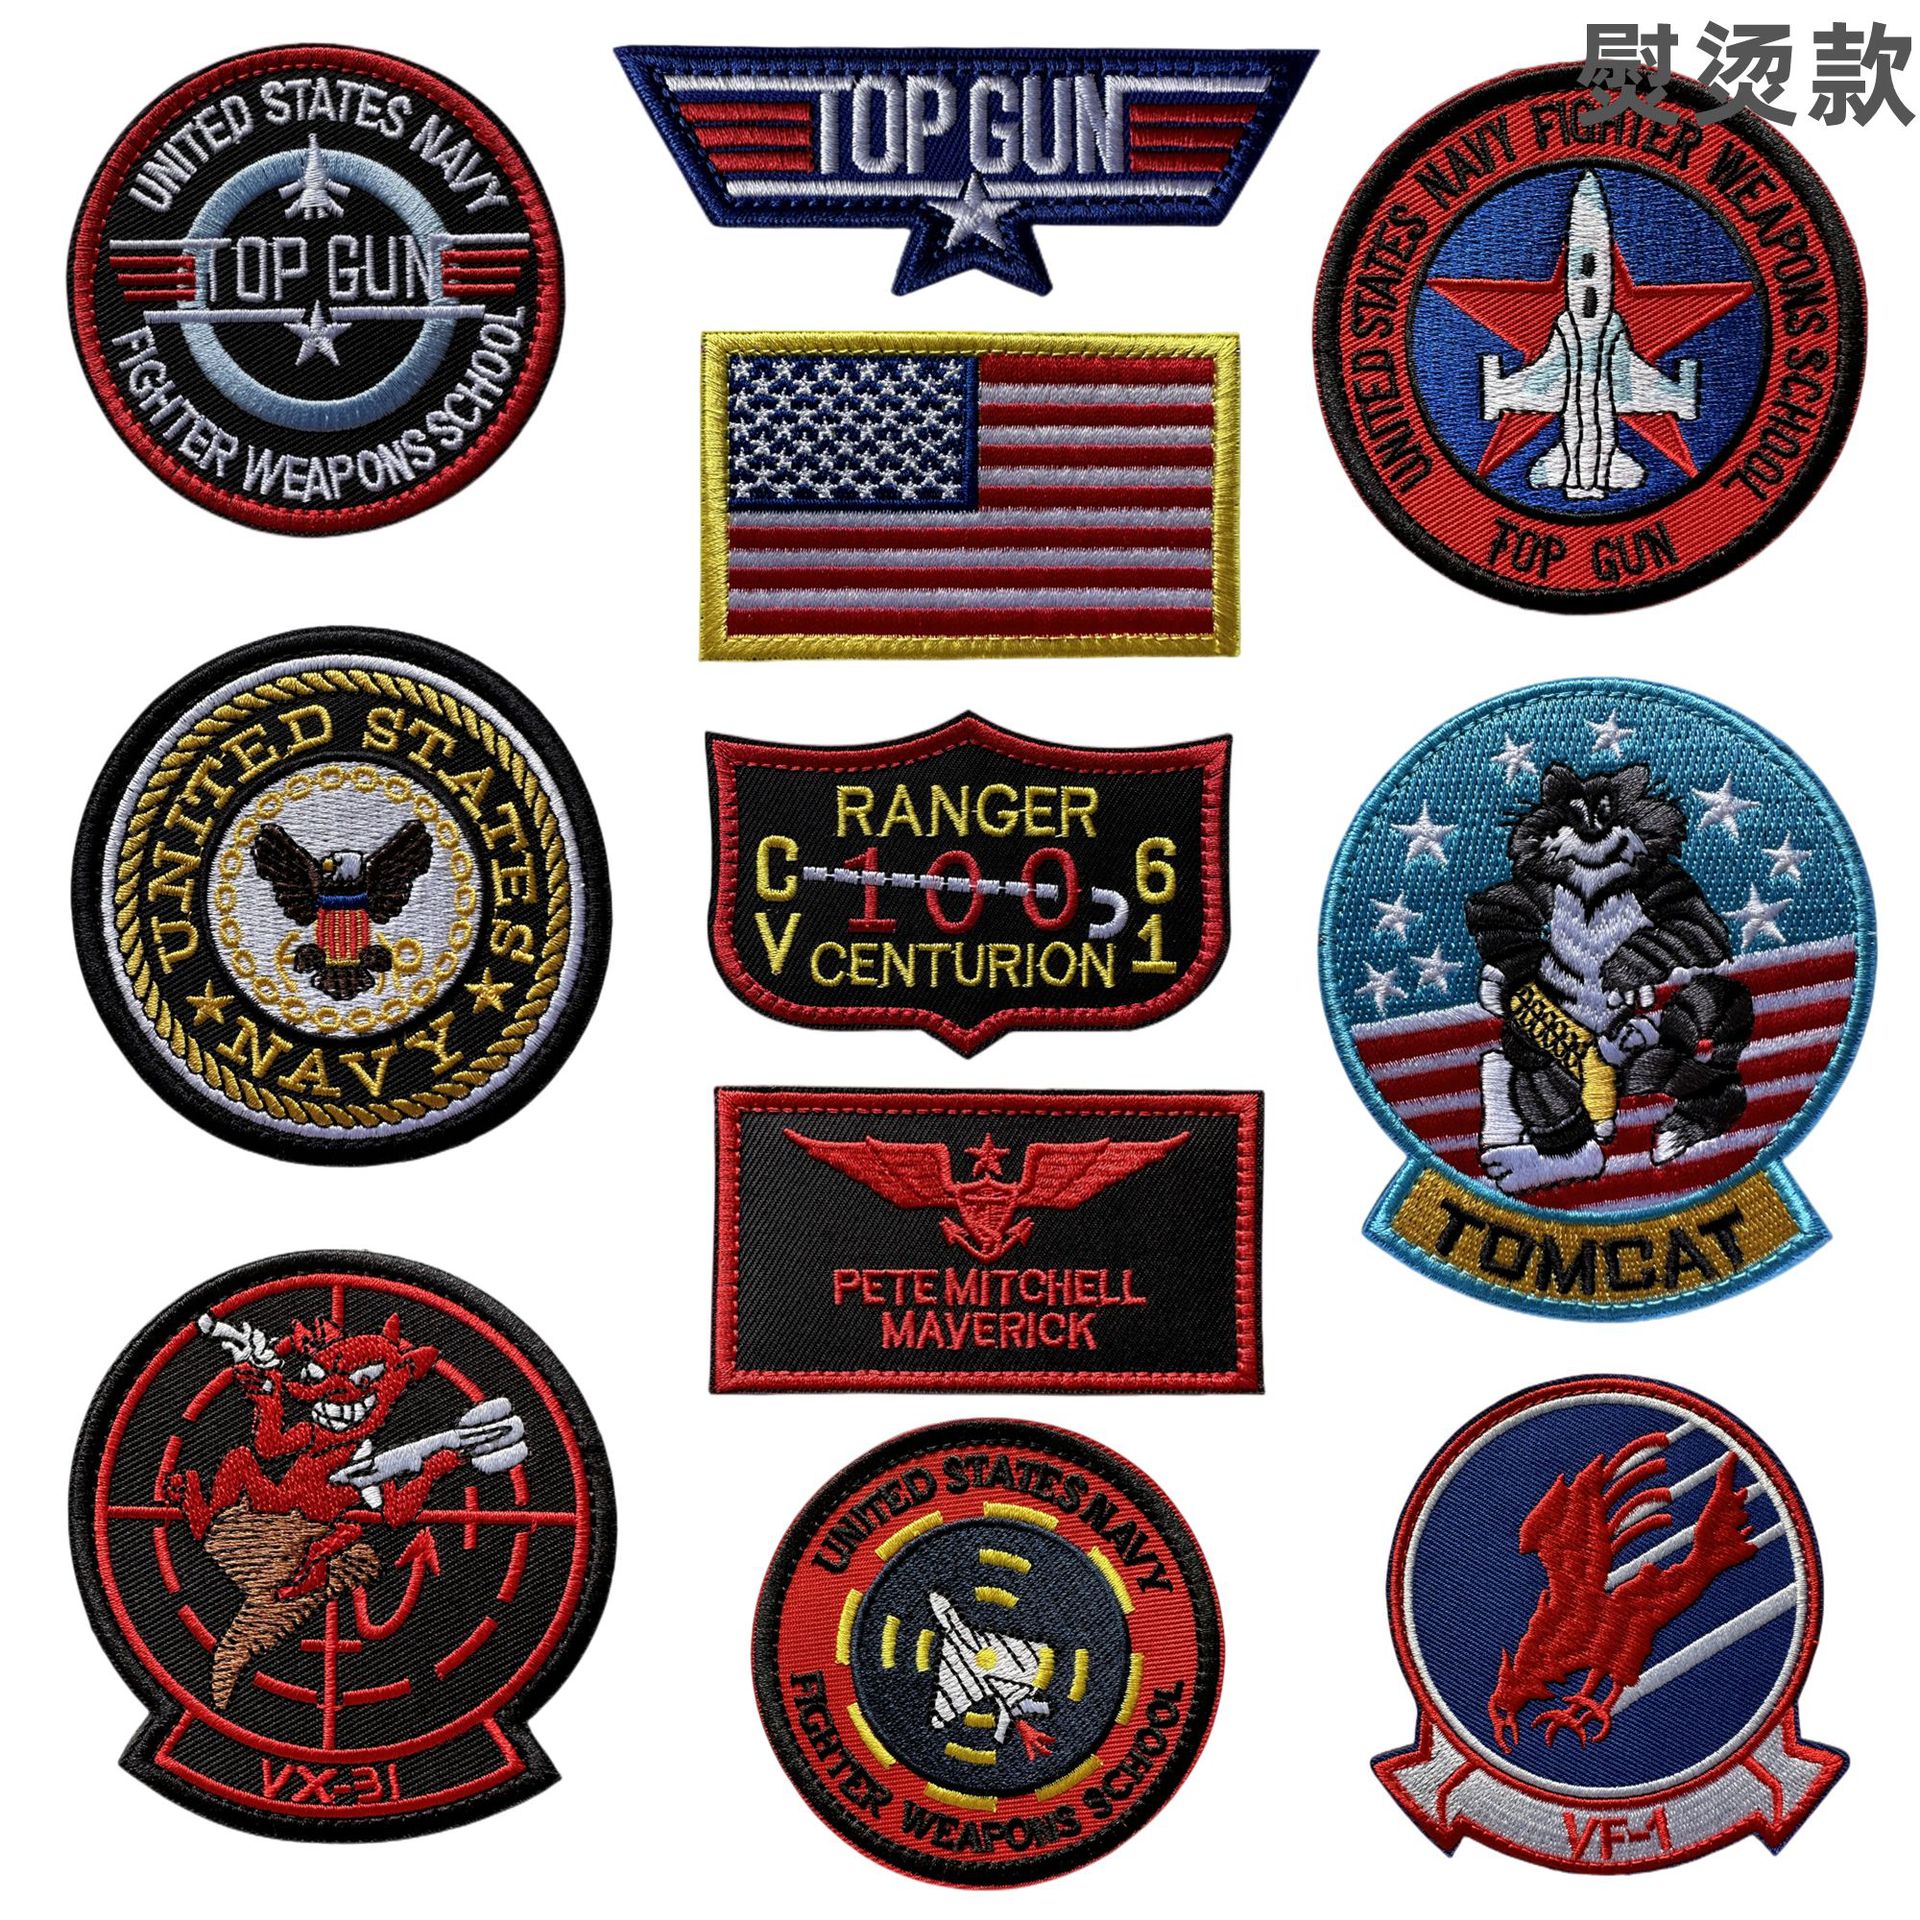 熨烫款
UNITED STATES NAVY
TOP GUN
FIGHTER WEAPONS SCHOOL
TOP GUN
UNITED STATES NAVY FIGHTER WEAPONS SCHOOL
TOP GUN
UNITED STATES
NAVY
RANGER
CV 100 61
CENTURION
TOMCAT
PETE MITCHELL
MAVERICK
VX-31
UNITED STATES NAVY
FIGHTER WEAPONS SCHOOL
VF-1